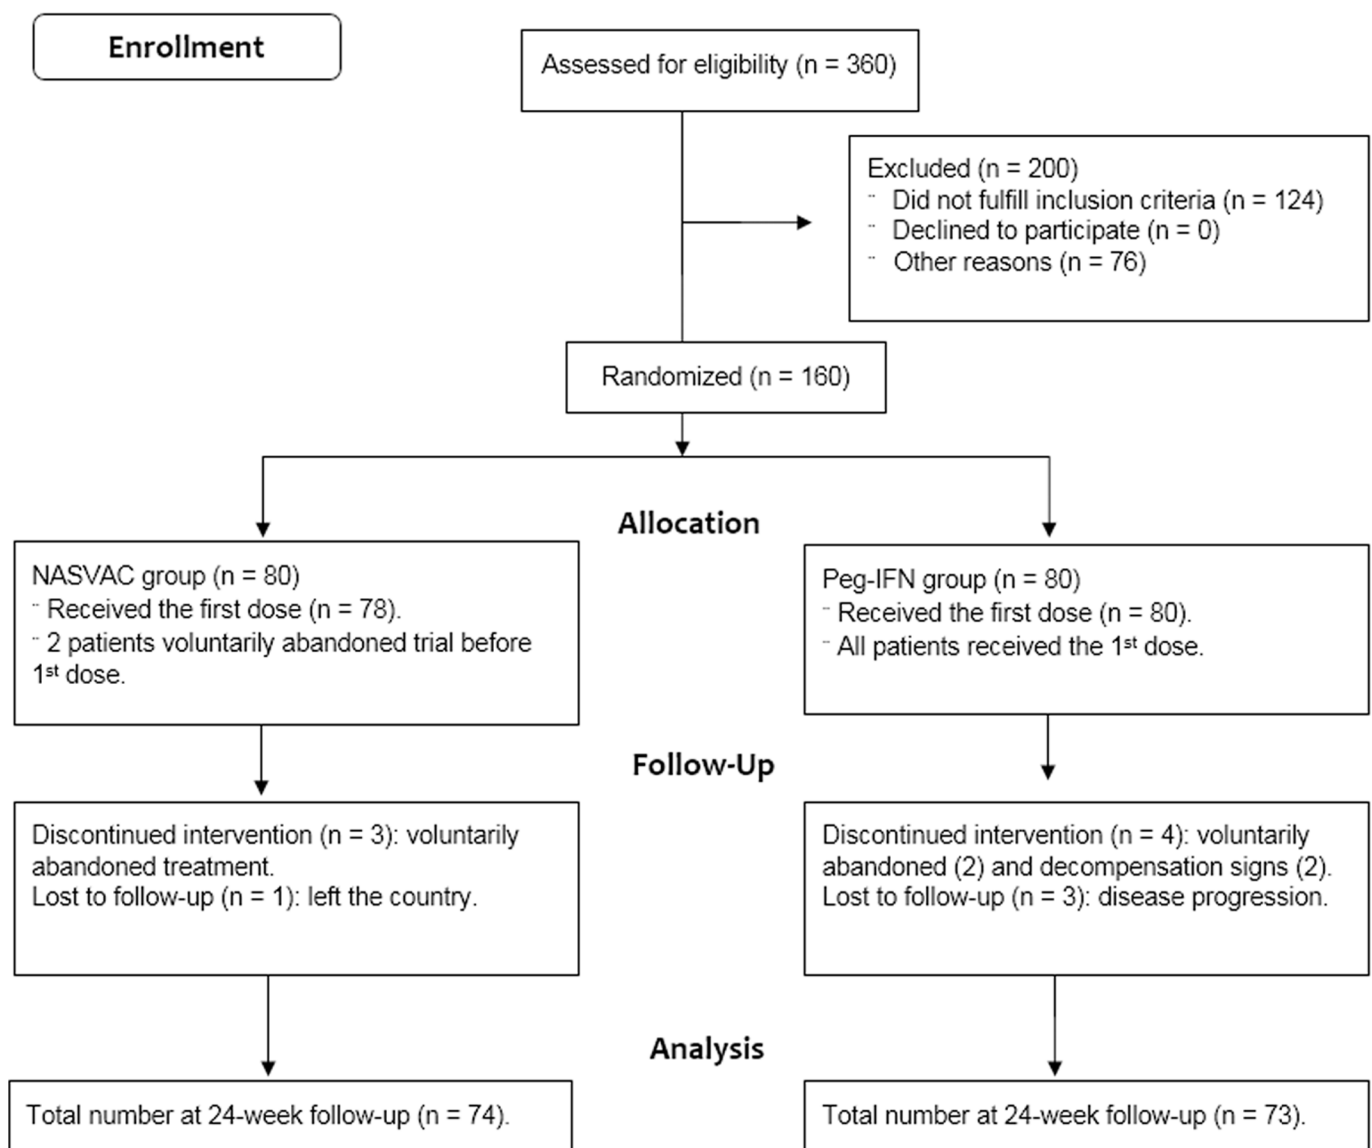 Enrollment
Assessed for eligibility (n = 360)
Excluded (n = 200)
¨ Did not fulfill inclusion criteria (n = 124)
¨ Declined to participate (n = 0)
¨ Other reasons (n = 76)
Randomized (n = 160)
Allocation
NASVAC group (n = 80)
¨ Received the first dose (n = 78).
¨ 2 patients voluntarily abandoned trial before
1st dose.
Peg-IFN group (n = 80)
¨ Received the first dose (n = 80).
¨ All patients received the 1st dose.
Follow-Up
Discontinued intervention (n = 3): voluntarily
abandoned treatment.
Lost to follow-up (n = 1): left the country.
Discontinued intervention (n = 4): voluntarily
abandoned (2) and decompensation signs (2).
Lost to follow-up (n = 3): disease progression.
Analysis
Total number at 24-week follow-up (n = 74).
Total number at 24-week follow-up (n = 73).